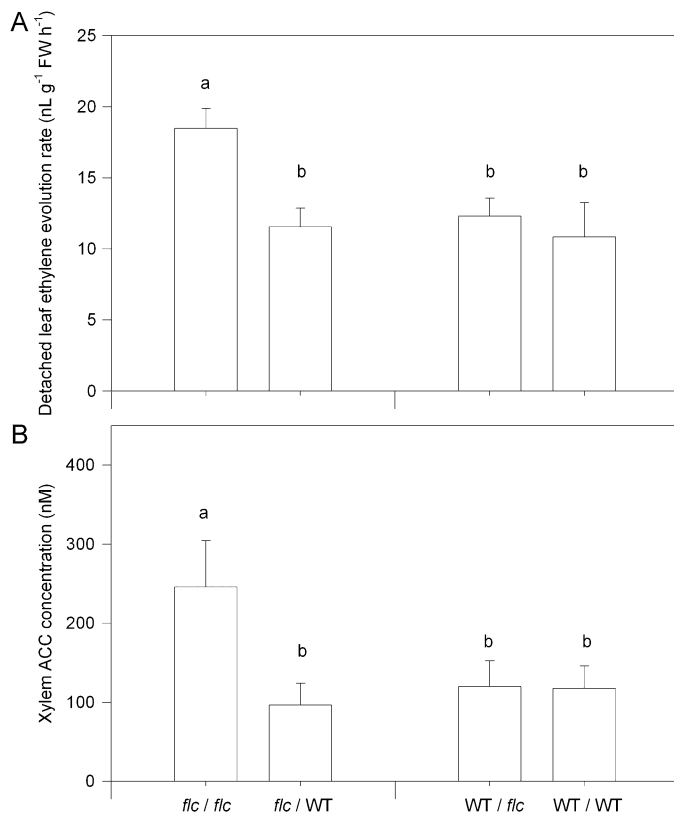 A
Detached leaf ethylene evolution rate (nL g⁻¹ FW h⁻¹)
25
20
15
10
5
0
a
b
b
b
B
Xylem ACC concentration (nM)
400
300
200
100
0
a
b
b
b
flc / flc
flc / WT
WT / flc
WT / WT